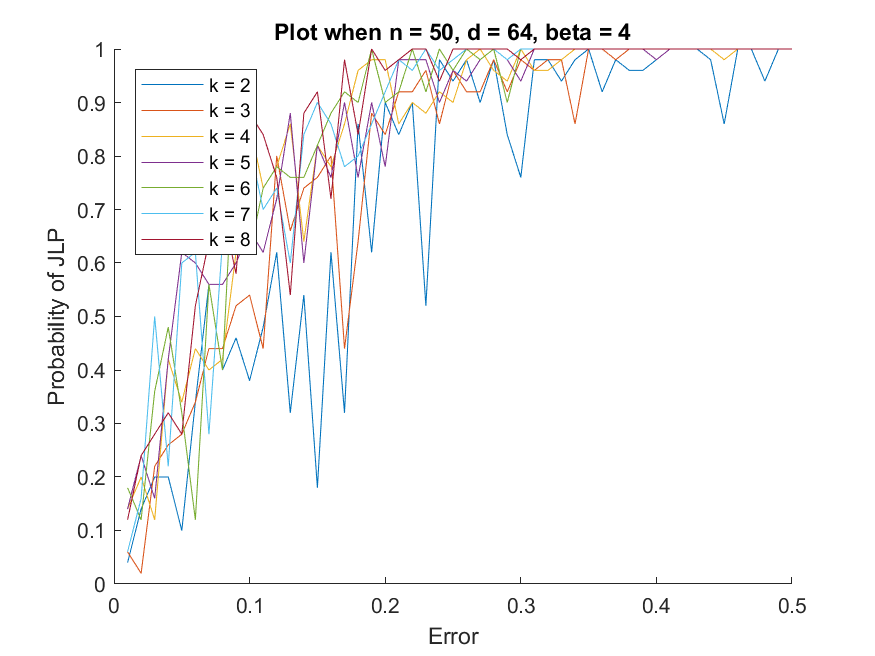 Plot when n = 50, d = 64, beta = 4
Probability of JLP
1
0.9
0.8
0.7
0.6
0.5
0.4
0.3
0.2
0.1
0
k = 2
k = 3
k = 4
k = 5
k = 6
k = 7
k = 8
0 0.1 0.2 0.3 0.4 0.5
Error